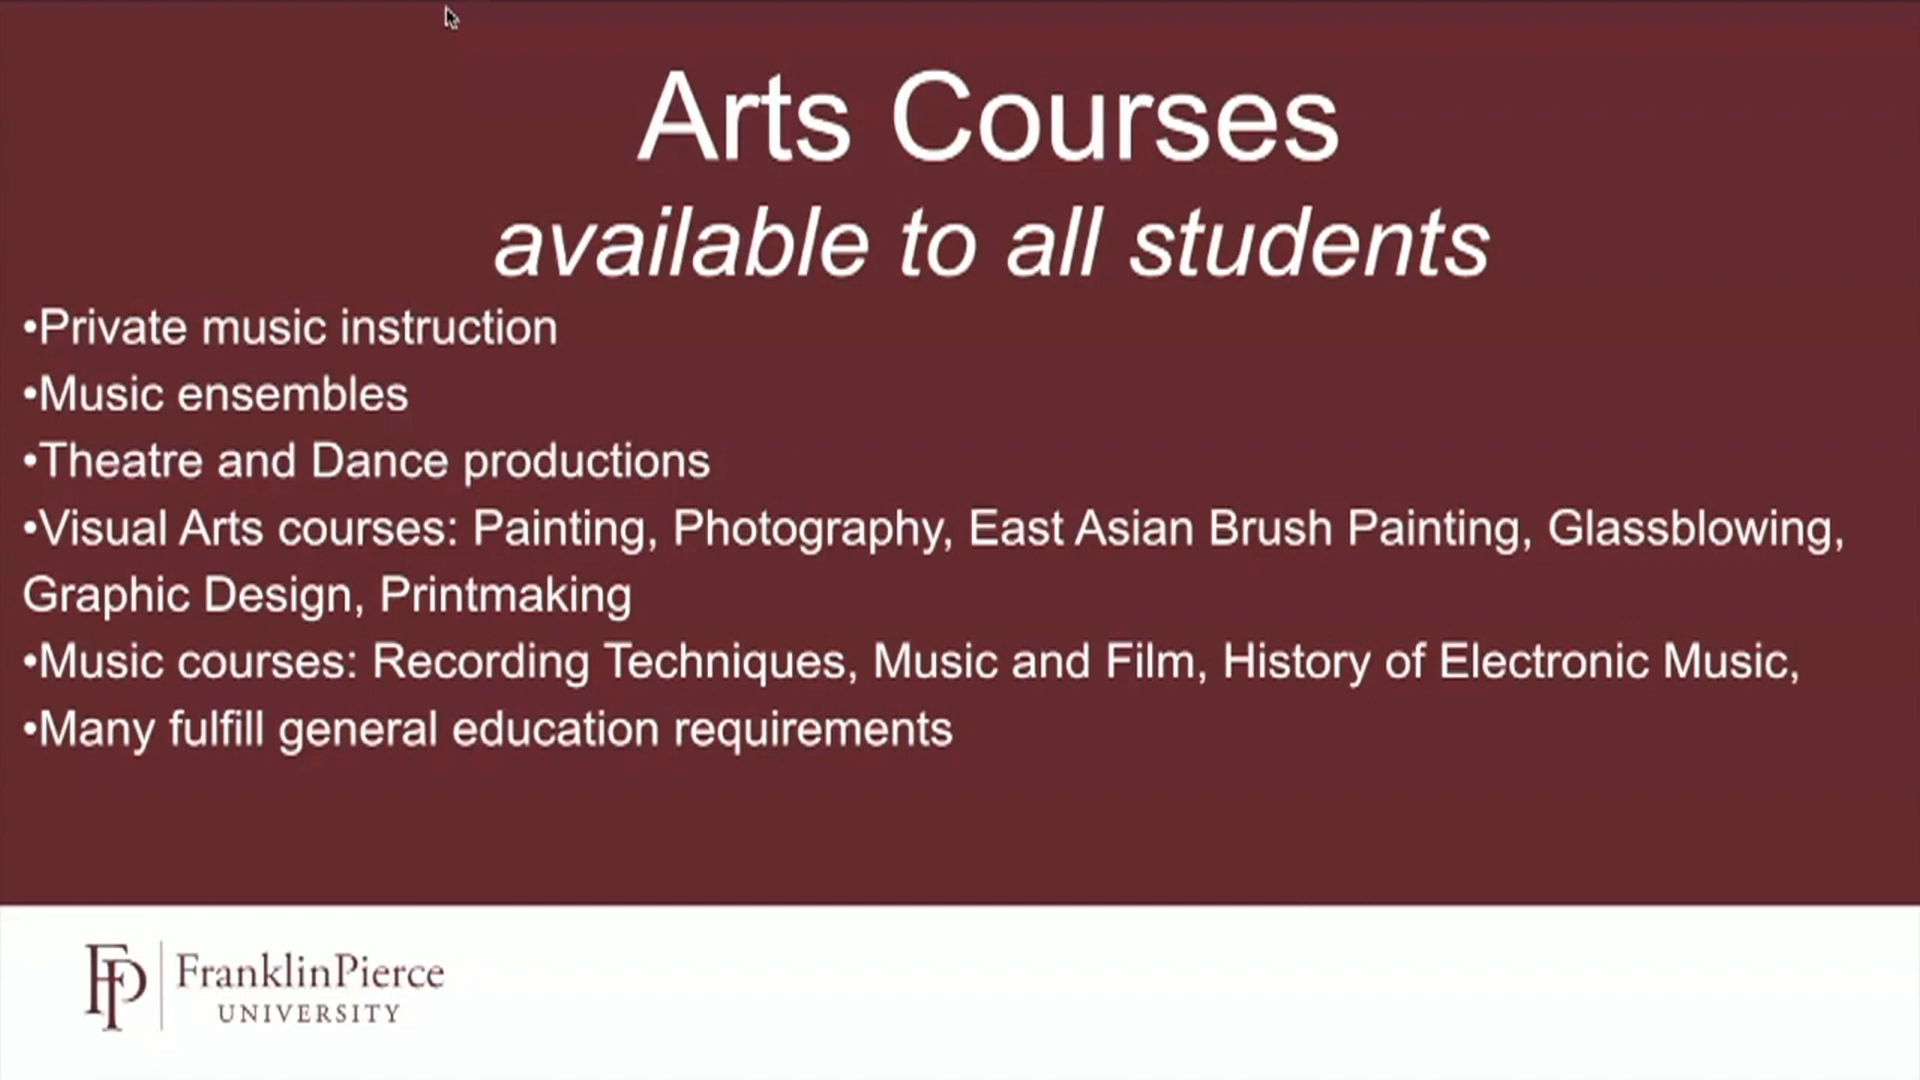 Arts Courses
available to all students
•Private music instruction
•Music ensembles
•Theatre and Dance productions
•Visual Arts courses: Painting, Photography, East Asian Brush Painting, Glassblowing,
Graphic Design, Printmaking
•Music courses: Recording Techniques, Music and Film, History of Electronic Music,
•Many fulfill general education requirements
FP
FranklinPierce
UNIVERSITY